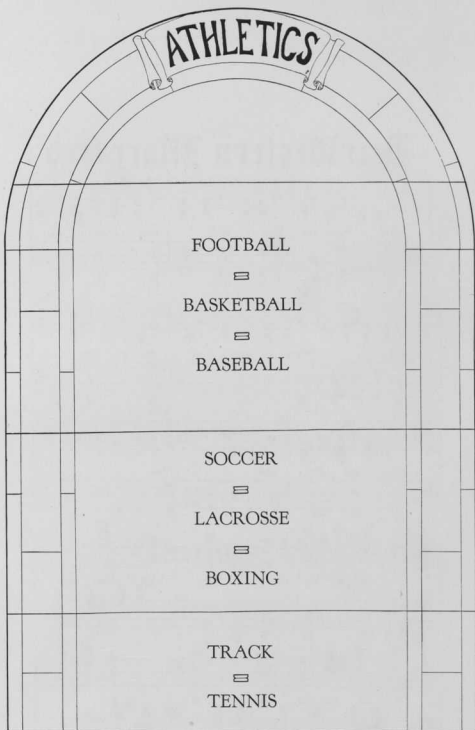 ATHLETICS
FOOTBALL
BASKETBALL
BASEBALL
SOCCER
LACROSSE
BOXING
TRACK
TENNIS